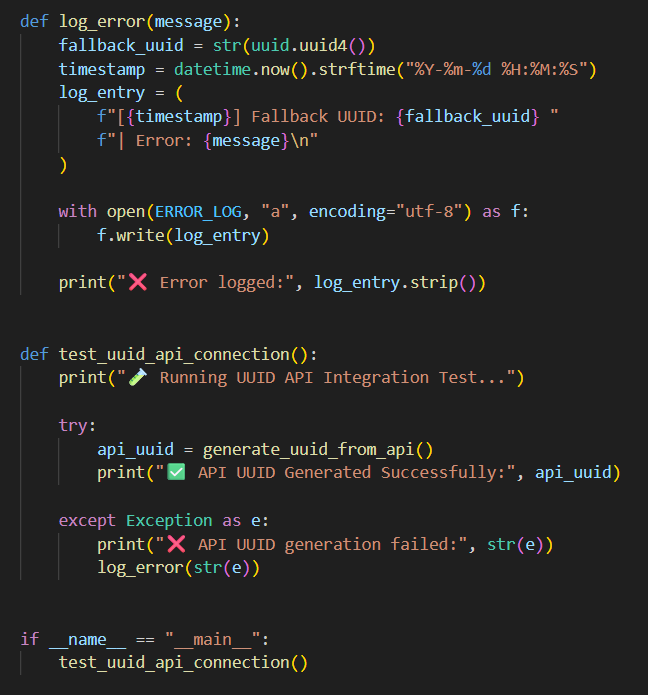 def log_error(message):
    fallback_uuid = str(uuid.uuid4())
    timestamp = datetime.now().strftime("%Y-%m-%d %H:%M:%S")
    log_entry = (
        f"[{timestamp}] Fallback UUID: {fallback_uuid} "
        f"| Error: {message}\n"
    )
    with open(ERROR_LOG, "a", encoding="utf-8") as f:
        f.write(log_entry)
    print("❌ Error logged:", log_entry.strip())
def test_uuid_api_connection():
    print("🧪 Running UUID API Integration Test...")
    try:
        api_uuid = generate_uuid_from_api()
        print("✅ API UUID Generated Successfully:", api_uuid)
    except Exception as e:
        print("❌ API UUID generation failed:", str(e))
        log_error(str(e))
if __name__ == "__main__":
    test_uuid_api_connection()